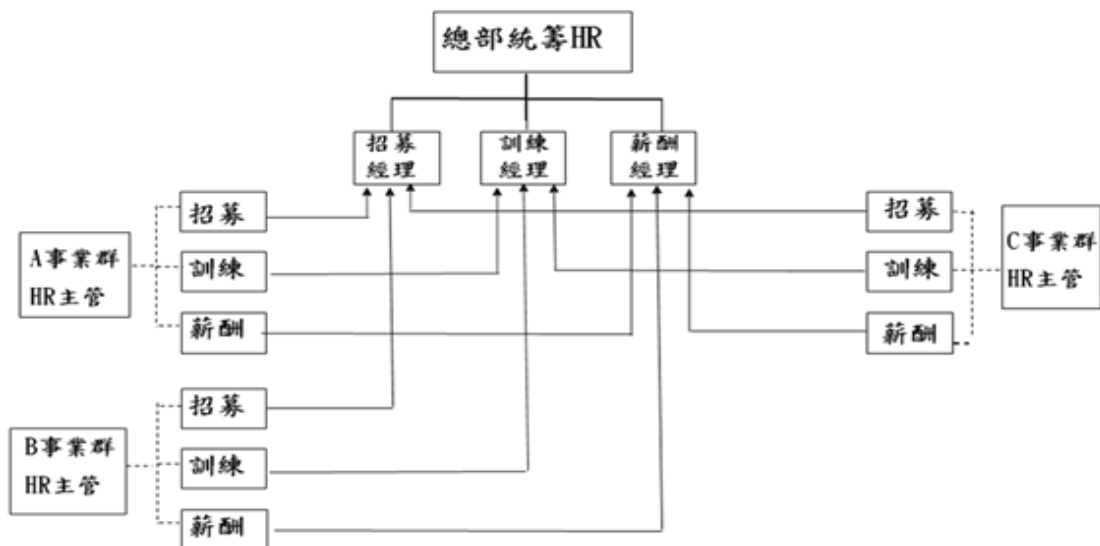 總部統籌HR
招募
經理
訓練
經理
薪酬
經理
招募
訓練
薪酬
A事業群
HR主管
招募
訓練
薪酬
C事業群
HR主管
招募
訓練
薪酬
B事業群
HR主管